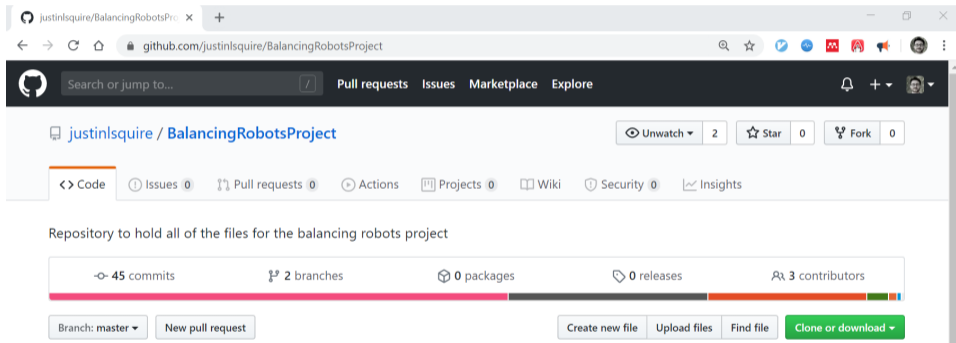 justinlsquire/BalancingRobotsPro
github.com/justinlsquire/BalancingRobotsProject
Search or jump to... /
Pull requests Issues Marketplace Explore
justinlsquire / BalancingRobotsProject
Unwatch 2 Star 0 Fork 0
Code Issues 0 Pull requests 0 Actions Projects 0 Wiki Security 0 Insights
Repository to hold all of the files for the balancing robots project
45 commits 2 branches 0 packages 0 releases 3 contributors
Branch: master New pull request Create new file Upload files Find file Clone or download